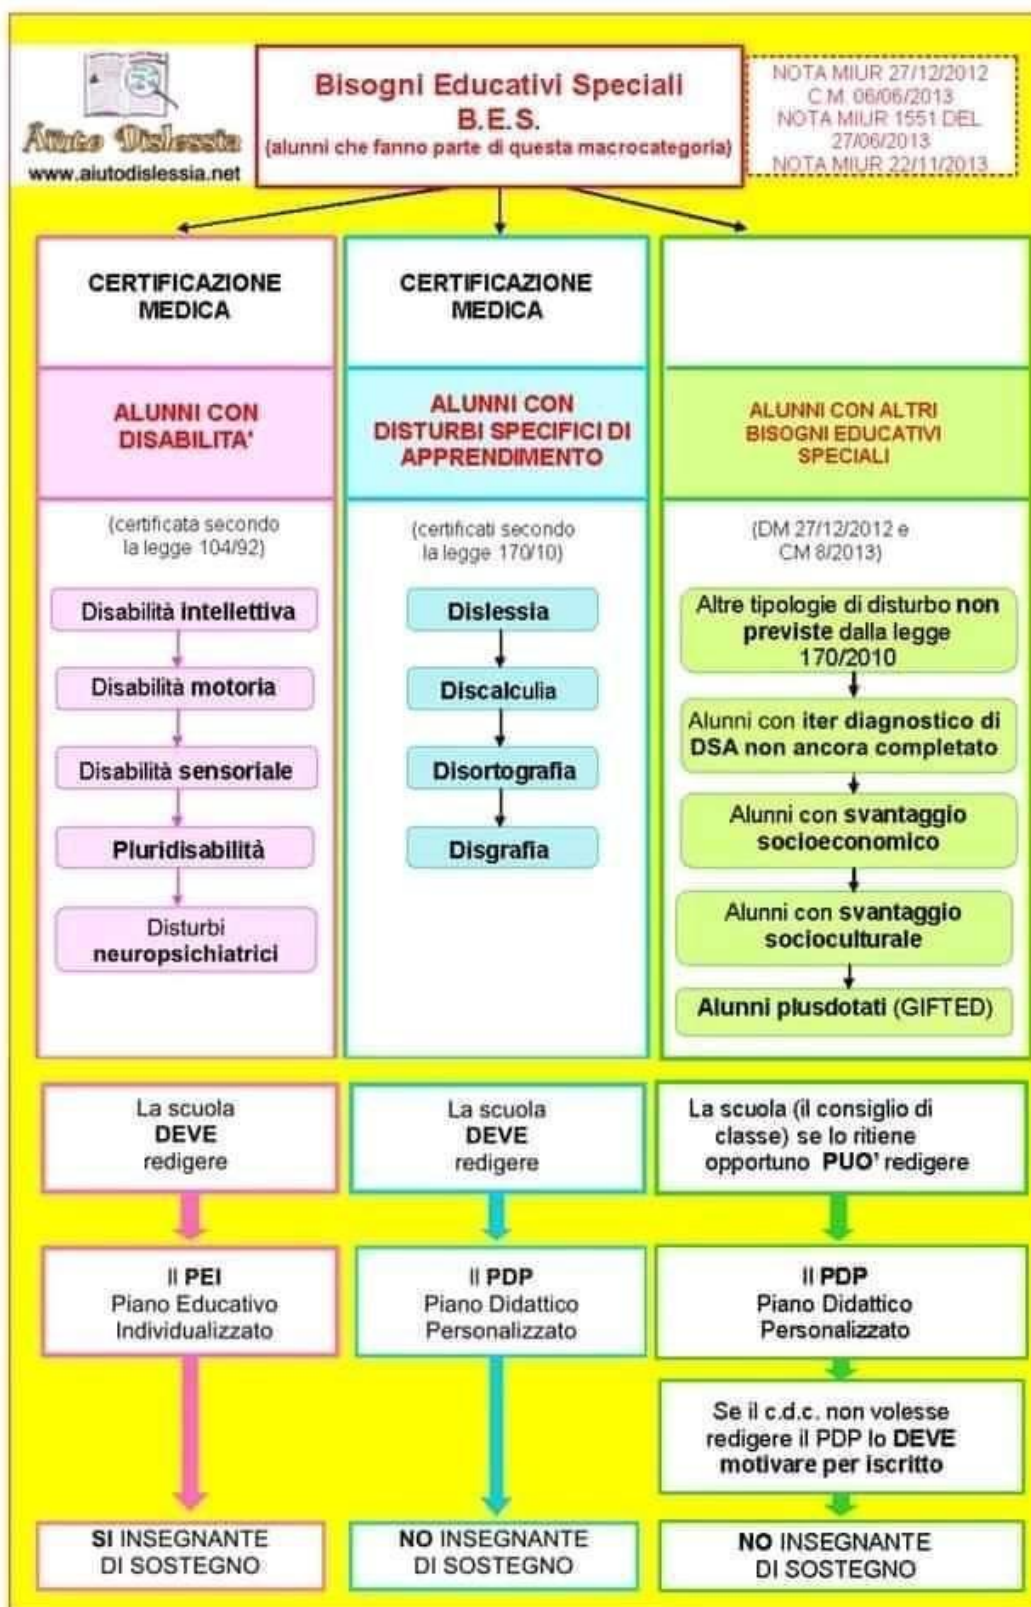 Aiuto Dislessia
www.aiutodislessia.net
Bisogni Educativi Speciali
B.E.S.
(alunni che fanno parte di questa macrocategoria)
NOTA MIUR 27/12/2012
C.M. 06/06/2013
NOTA MIUR 1551 DEL
27/06/2013
NOTA MIUR 22/11/2013
CERTIFICAZIONE
MEDICA
ALUNNI CON
DISABILITA'
(certificata secondo
la legge 104/92)
Disabilità intellettiva
Disabilità motoria
Disabilità sensoriale
Pluridisabilità
Disturbi
neuropsichiatrici
La scuola
DEVE
redigere
Il PEI
Piano Educativo
Individualizzato
SI INSEGNANTE
DI SOSTEGNO
CERTIFICAZIONE
MEDICA
ALUNNI CON
DISTURBI SPECIFICI DI
APPRENDIMENTO
(certificati secondo
la legge 170/10)
Dislessia
Discalculia
Disortografia
Disgrafia
La scuola
DEVE
redigere
Il PDP
Piano Didattico
Personalizzato
NO INSEGNANTE
DI SOSTEGNO
ALUNNI CON ALTRI
BISOGNI EDUCATIVI
SPECIALI
(DM 27/12/2012 e
CM 8/2013)
Altre tipologie di disturbo non
previste dalla legge
170/2010
Alunni con iter diagnostico di
DSA non ancora completato
Alunni con svantaggio
socioeconomico
Alunni con svantaggio
socioculturale
Alunni plusdotati (GIFTED)
La scuola (il consiglio di
classe) se lo ritiene
opportuno PUO' redigere
Il PDP
Piano Didattico
Personalizzato
Se il c.d.c. non volesse
redigere il PDP lo DEVE
motivare per iscritto
NO INSEGNANTE
DI SOSTEGNO